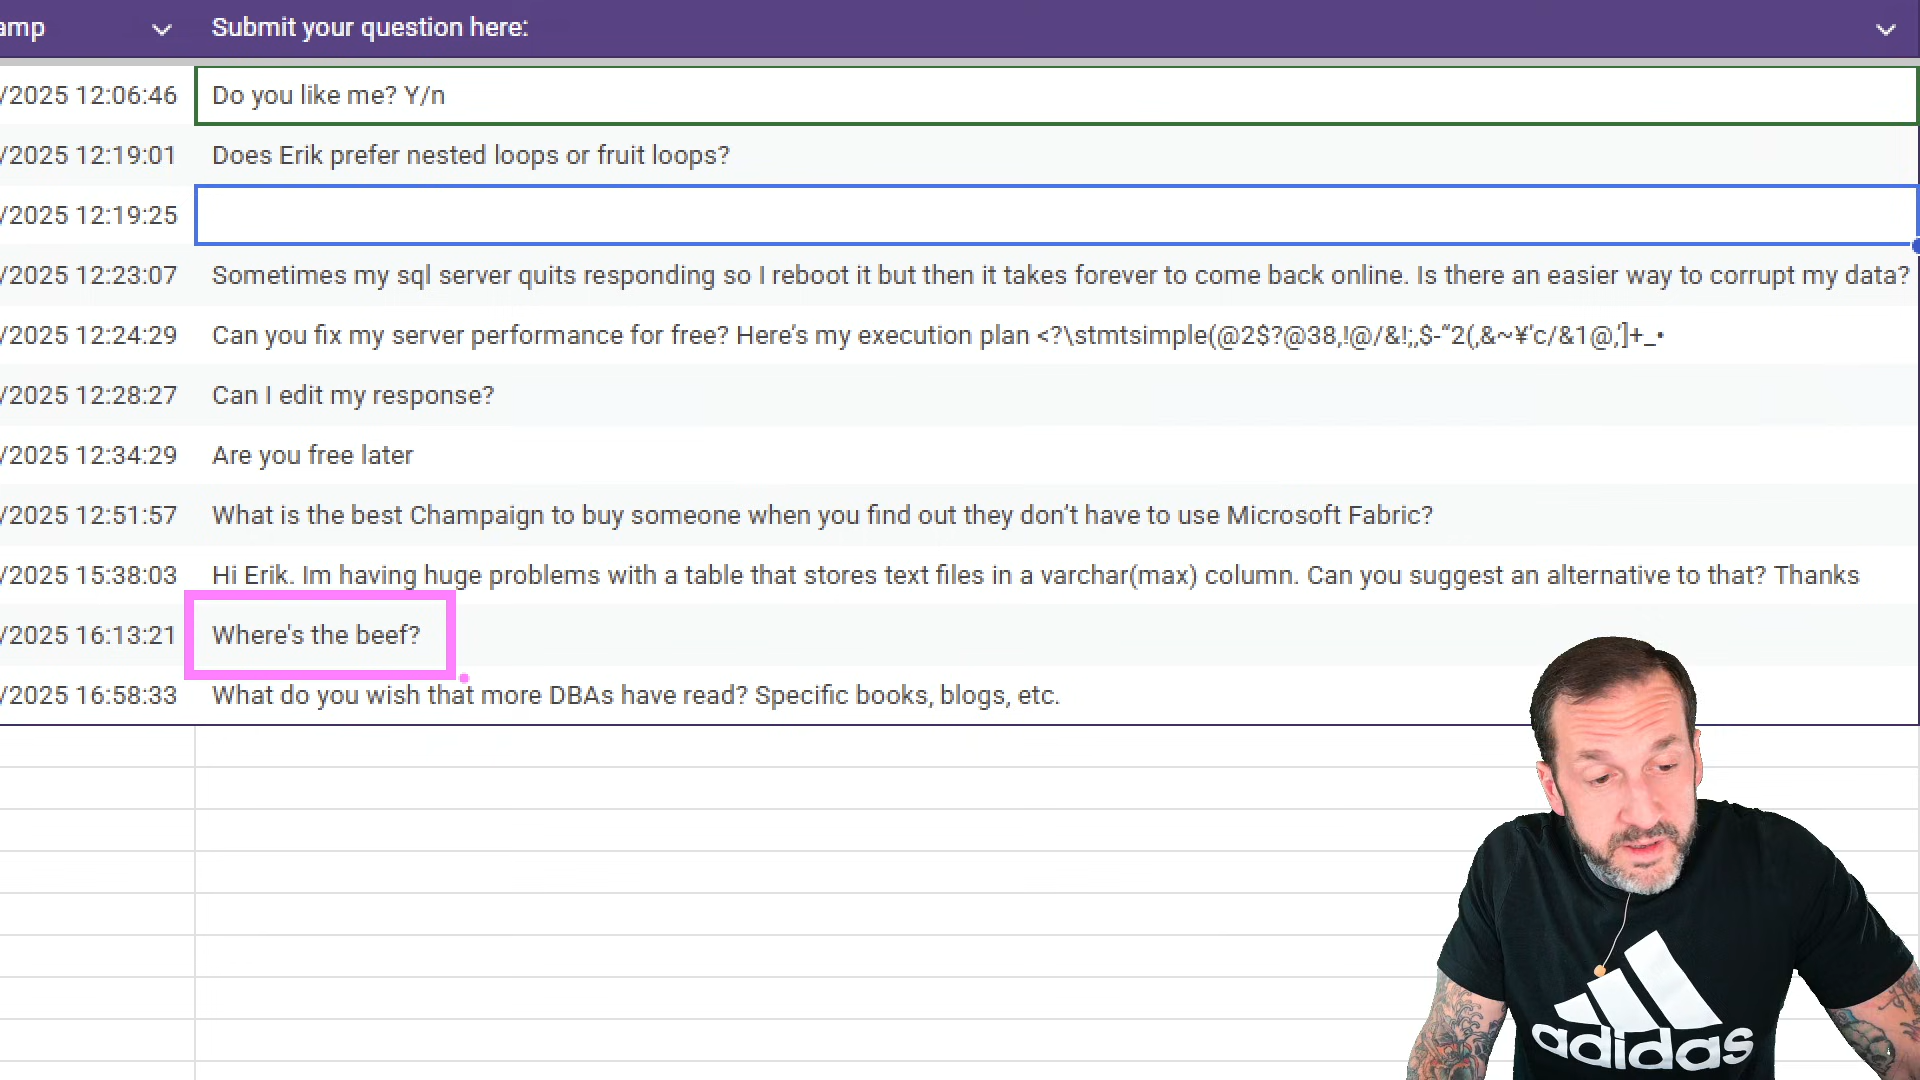 amp
Submit your question here:
/2025 12:06:46
Do you like me? Y/n
/2025 12:19:01
Does Erik prefer nested loops or fruit loops?
/2025 12:19:25
/2025 12:23:07
Sometimes my sql server quits responding so I reboot it but then it takes forever to come back online. Is there an easier way to corrupt my data?
/2025 12:24:29
Can you fix my server performance for free? Here’s my execution plan <?\stmtsimple(@2$?@38,!@/&!;,$-“2(,&~¥’c/&1@,’]+_•
/2025 12:28:27
Can I edit my response?
/2025 12:34:29
Are you free later
/2025 12:51:57
What is the best Champaign to buy someone when you find out they don’t have to use Microsoft Fabric?
/2025 15:38:03
Hi Erik. Im having huge problems with a table that stores text files in a varchar(max) column. Can you suggest an alternative to that? Thanks
/2025 16:13:21
Where's the beef?
/2025 16:58:33
What do you wish that more DBAs have read? Specific books, blogs, etc.
adidas